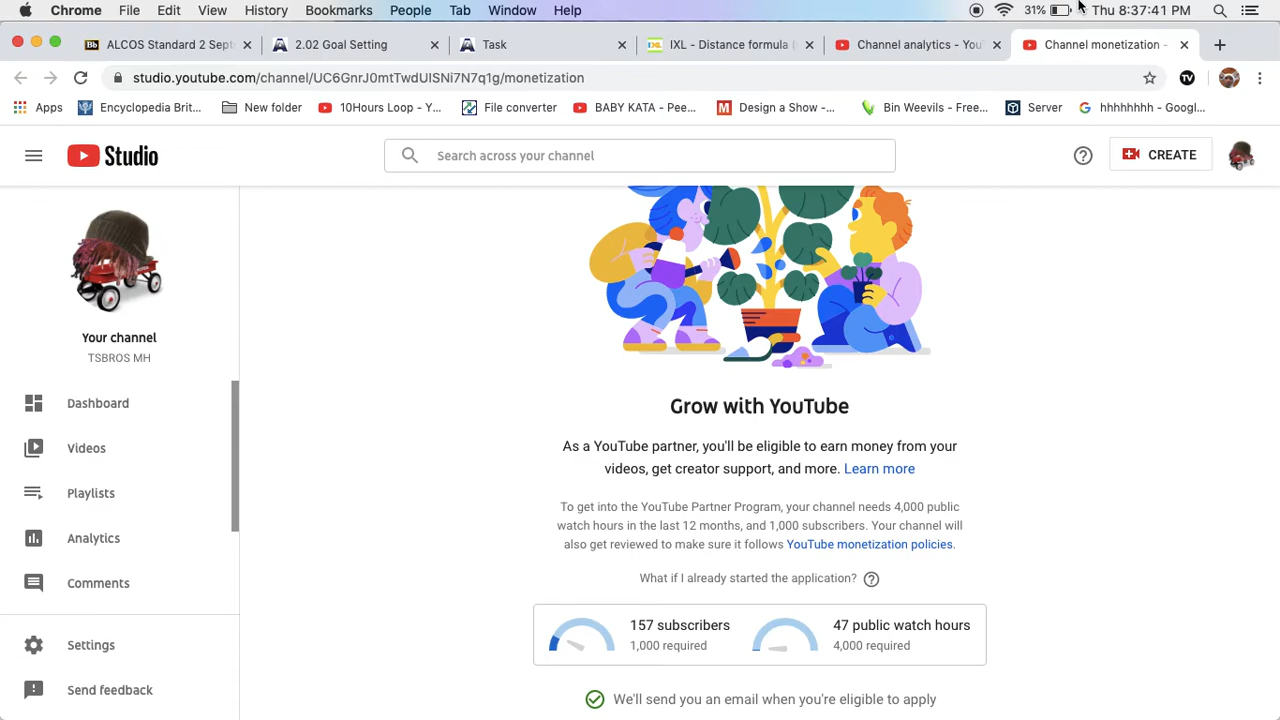 Chrome File Edit View History Bookmarks People Tab Window Help 31% Thu 8:37:41 PM
Bb ALCOS Standard 2 Sept 2.02 Goal Setting Task IXL - Distance formula ( Channel analytics - YouT Channel monetization -
studio.youtube.com/channel/UC6GnrJ0mtTwdUlSNi7N7q1g/monetization
Apps Encyclopedia Brit... New folder 10Hours Loop - Y... File converter BABY KATA - Pee... Design a Show -... Bin Weevils - Free... Server hhhhhhhh - Googl...
Studio
Search across your channel
CREATE
Your channel
TSBROS MH
Dashboard
Videos
Playlists
Analytics
Comments
Settings
Send feedback
Grow with YouTube
As a YouTube partner, you'll be eligible to earn money from your
videos, get creator support, and more. Learn more
To get into the YouTube Partner Program, your channel needs 4,000 public
watch hours in the last 12 months, and 1,000 subscribers. Your channel will
also get reviewed to make sure it follows YouTube monetization policies.
What if I already started the application?
157 subscribers
1,000 required
47 public watch hours
4,000 required
We'll send you an email when you're eligible to apply